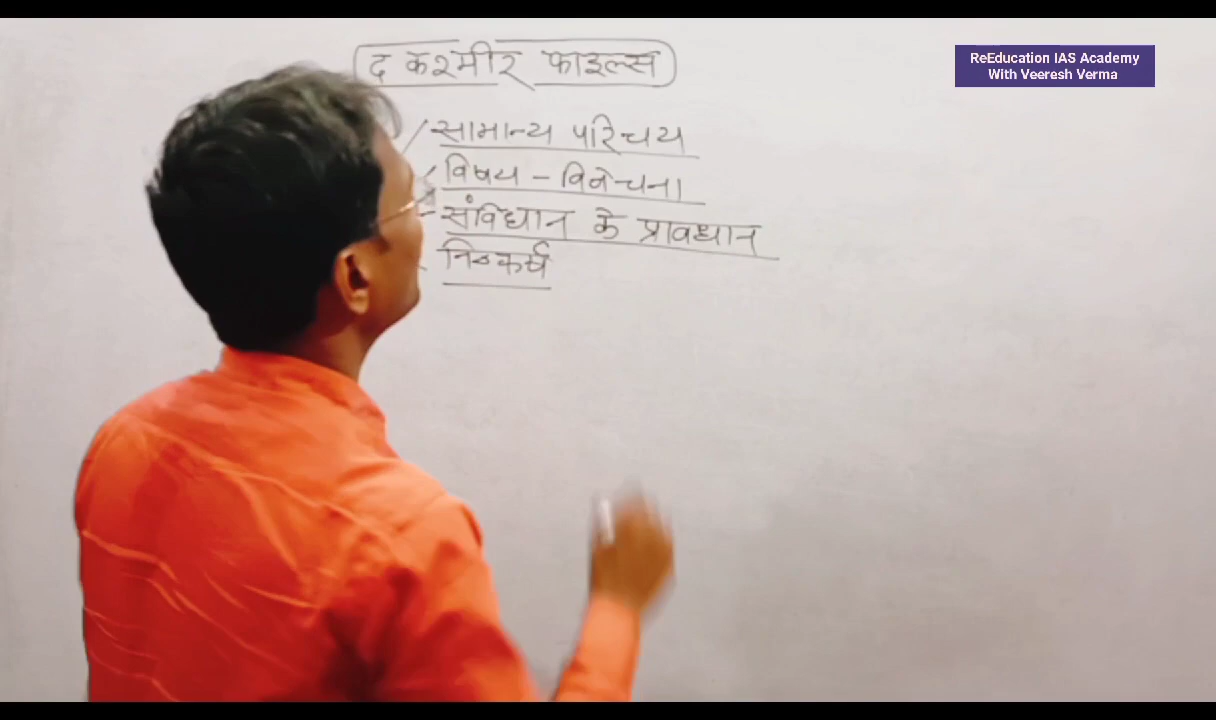 द कश्मीर फाइल्स
ReEducation IAS Academy
With Veeresh Verma
सामान्य परिचय
विषय - विवेचना
संविधान के प्रावधान
निष्कर्ष